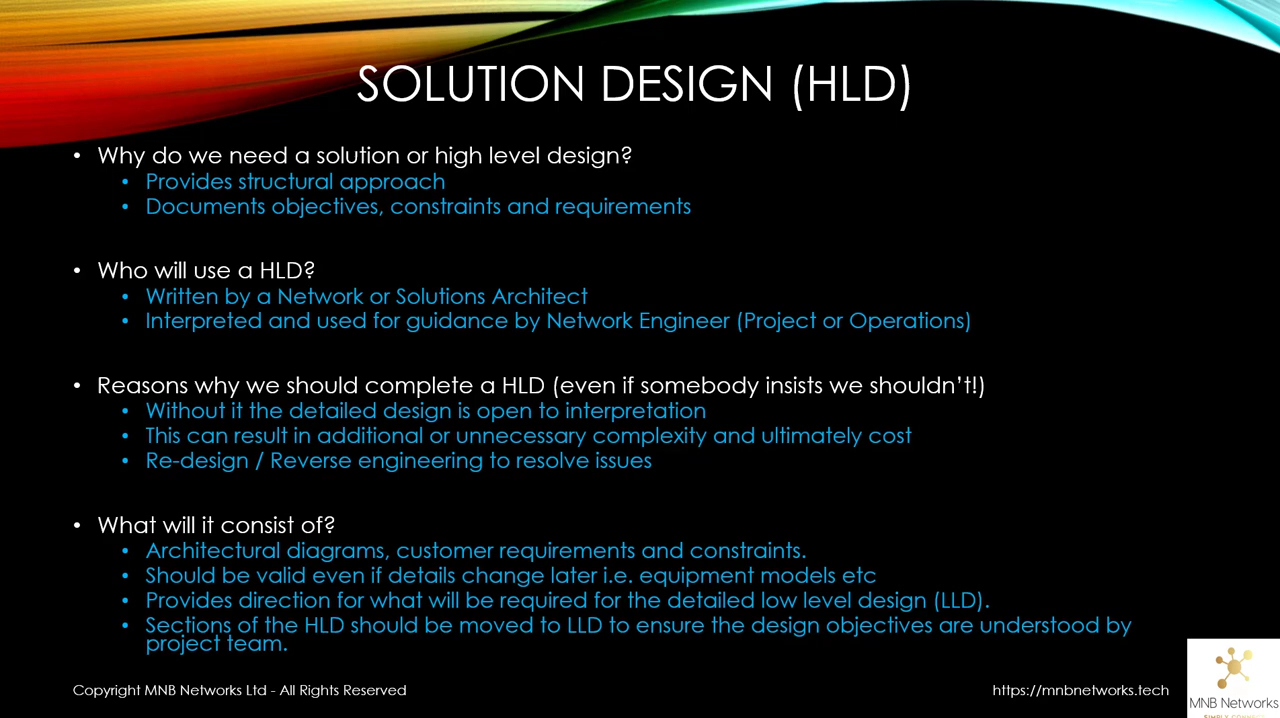 SOLUTION DESIGN (HLD)
• Why do we need a solution or high level design?
• Provides structural approach
• Documents objectives, constraints and requirements
• Who will use a HLD?
• Written by a Network or Solutions Architect
• Interpreted and used for guidance by Network Engineer (Project or Operations)
• Reasons why we should complete a HLD (even if somebody insists we shouldn't!)
• Without it the detailed design is open to interpretation
• This can result in additional or unnecessary complexity and ultimately cost
• Re-design / Reverse engineering to resolve issues
• What will it consist of?
• Architectural diagrams, customer requirements and constraints.
• Should be valid even if details change later i.e. equipment models etc
• Provides direction for what will be required for the detailed low level design (LLD).
• Sections of the HLD should be moved to LLD to ensure the design objectives are understood by
project team.
Copyright MNB Networks Ltd - All Rights Reserved
https://mnbnetworks.tech
MNB Networks